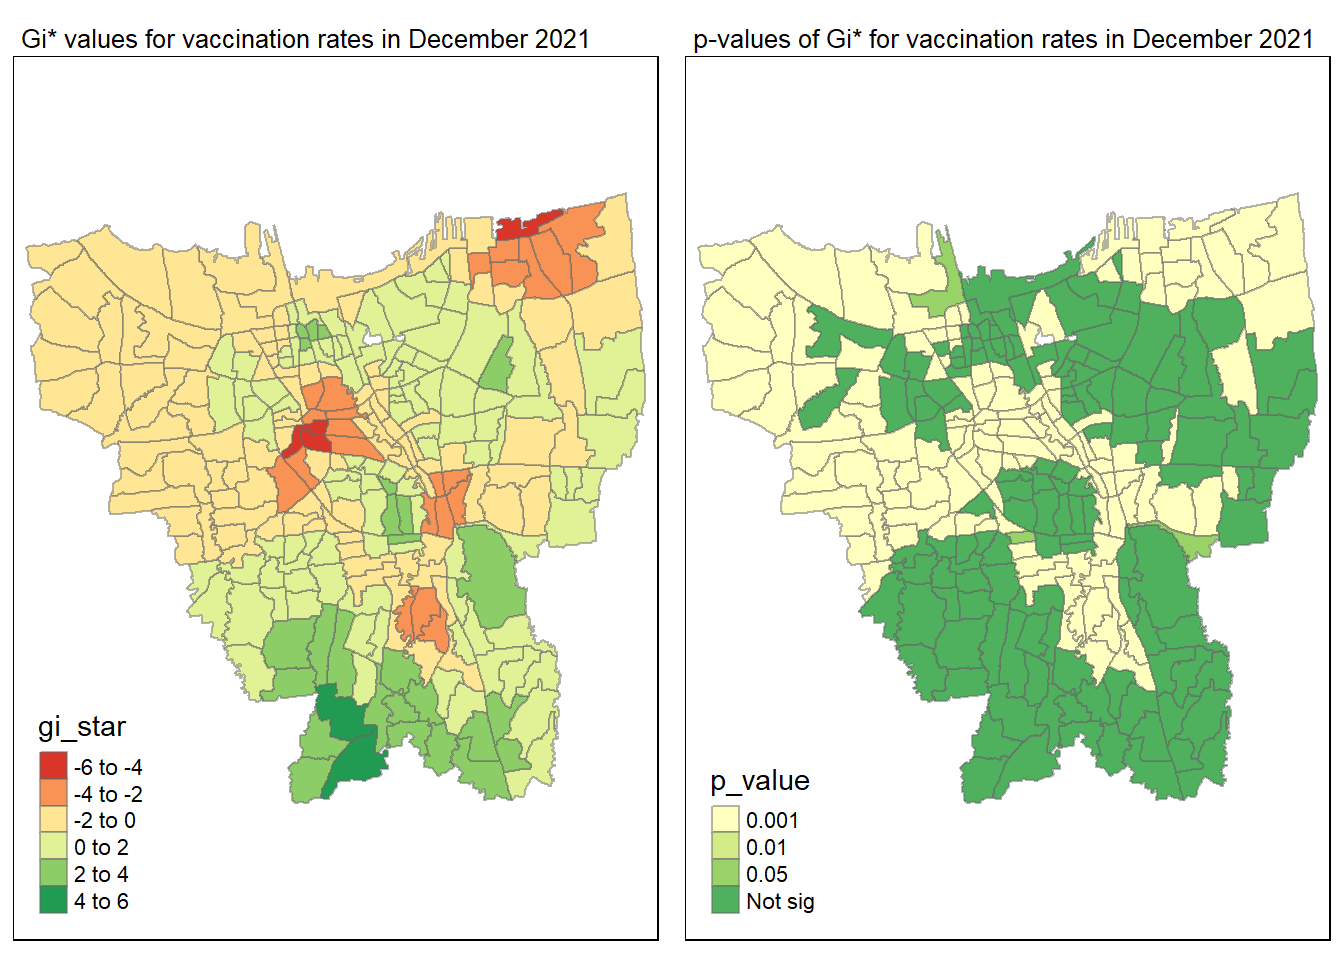 Gi* values for vaccination rates in December 2021
p-values of Gi* for vaccination rates in December 2021
gi_star
-6 to -4
-4 to -2
-2 to 0
0 to 2
2 to 4
4 to 6
p_value
0.001
0.01
0.05
Not sig